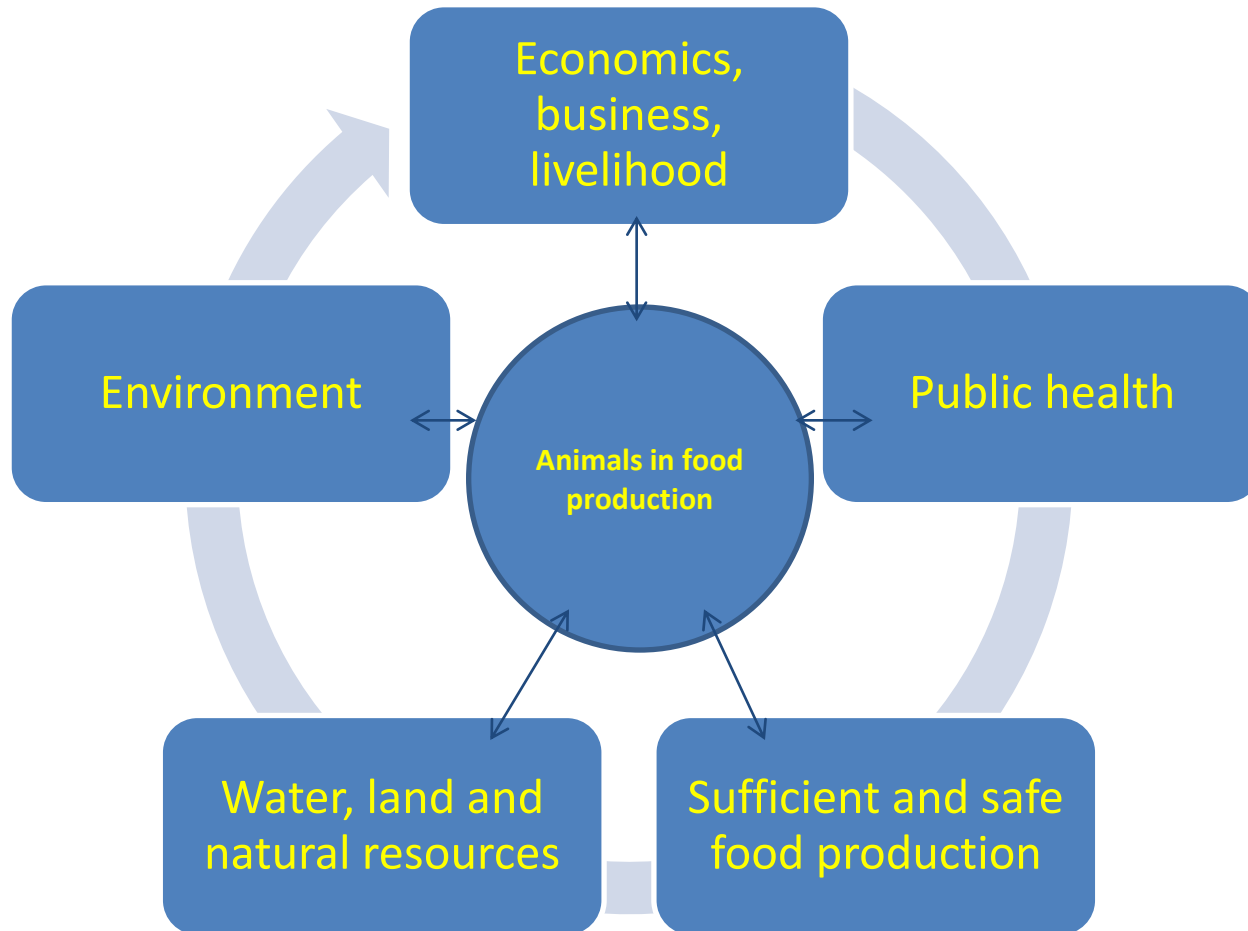 Economics,
business,
livelihood
Environment
Public health
Animals in food
production
Water, land and
natural resources
Sufficient and safe
food production